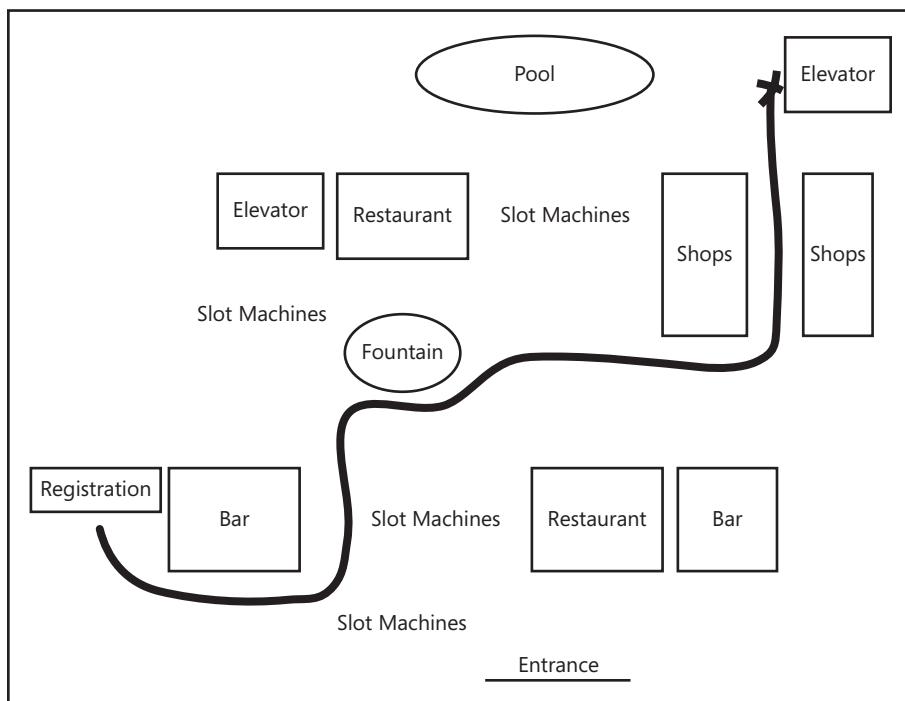 Pool
Elevator
Elevator
Restaurant
Slot Machines
Shops
Shops
Slot Machines
Fountain
Registration
Bar
Slot Machines
Restaurant
Bar
Slot Machines
Entrance